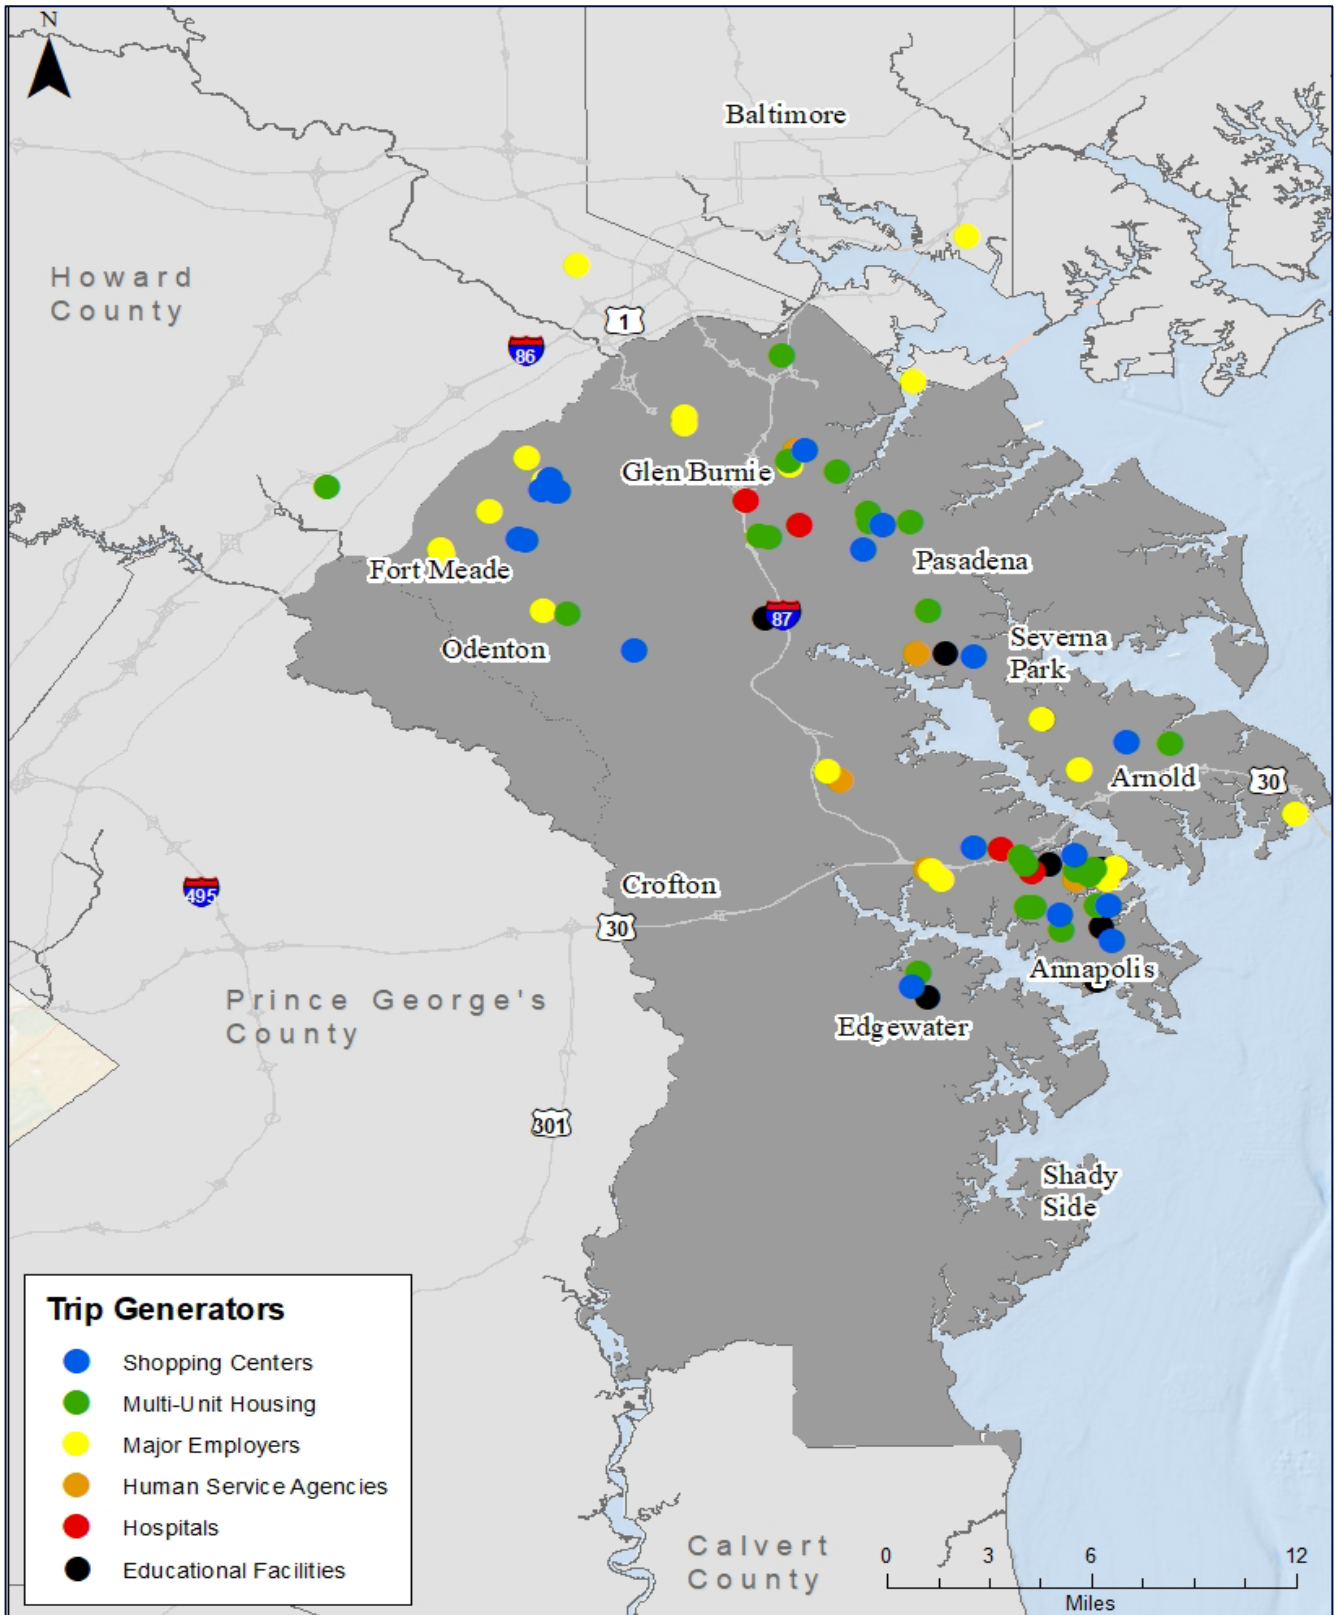 N
Baltimore
Howard
County
1
86
Glen Burnie
Fort Meade
Pasadena
87
Odenton
Severna
Park
Arnold
30
Crofton
495
30
Annapolis
Prince George's
County
Edgewater
301
Shady
Side
Trip Generators
Shopping Centers
Multi-Unit Housing
Major Employers
Human Service Agencies
Hospitals
Educational Facilities
Calvert
County
0 3 6 12
Miles